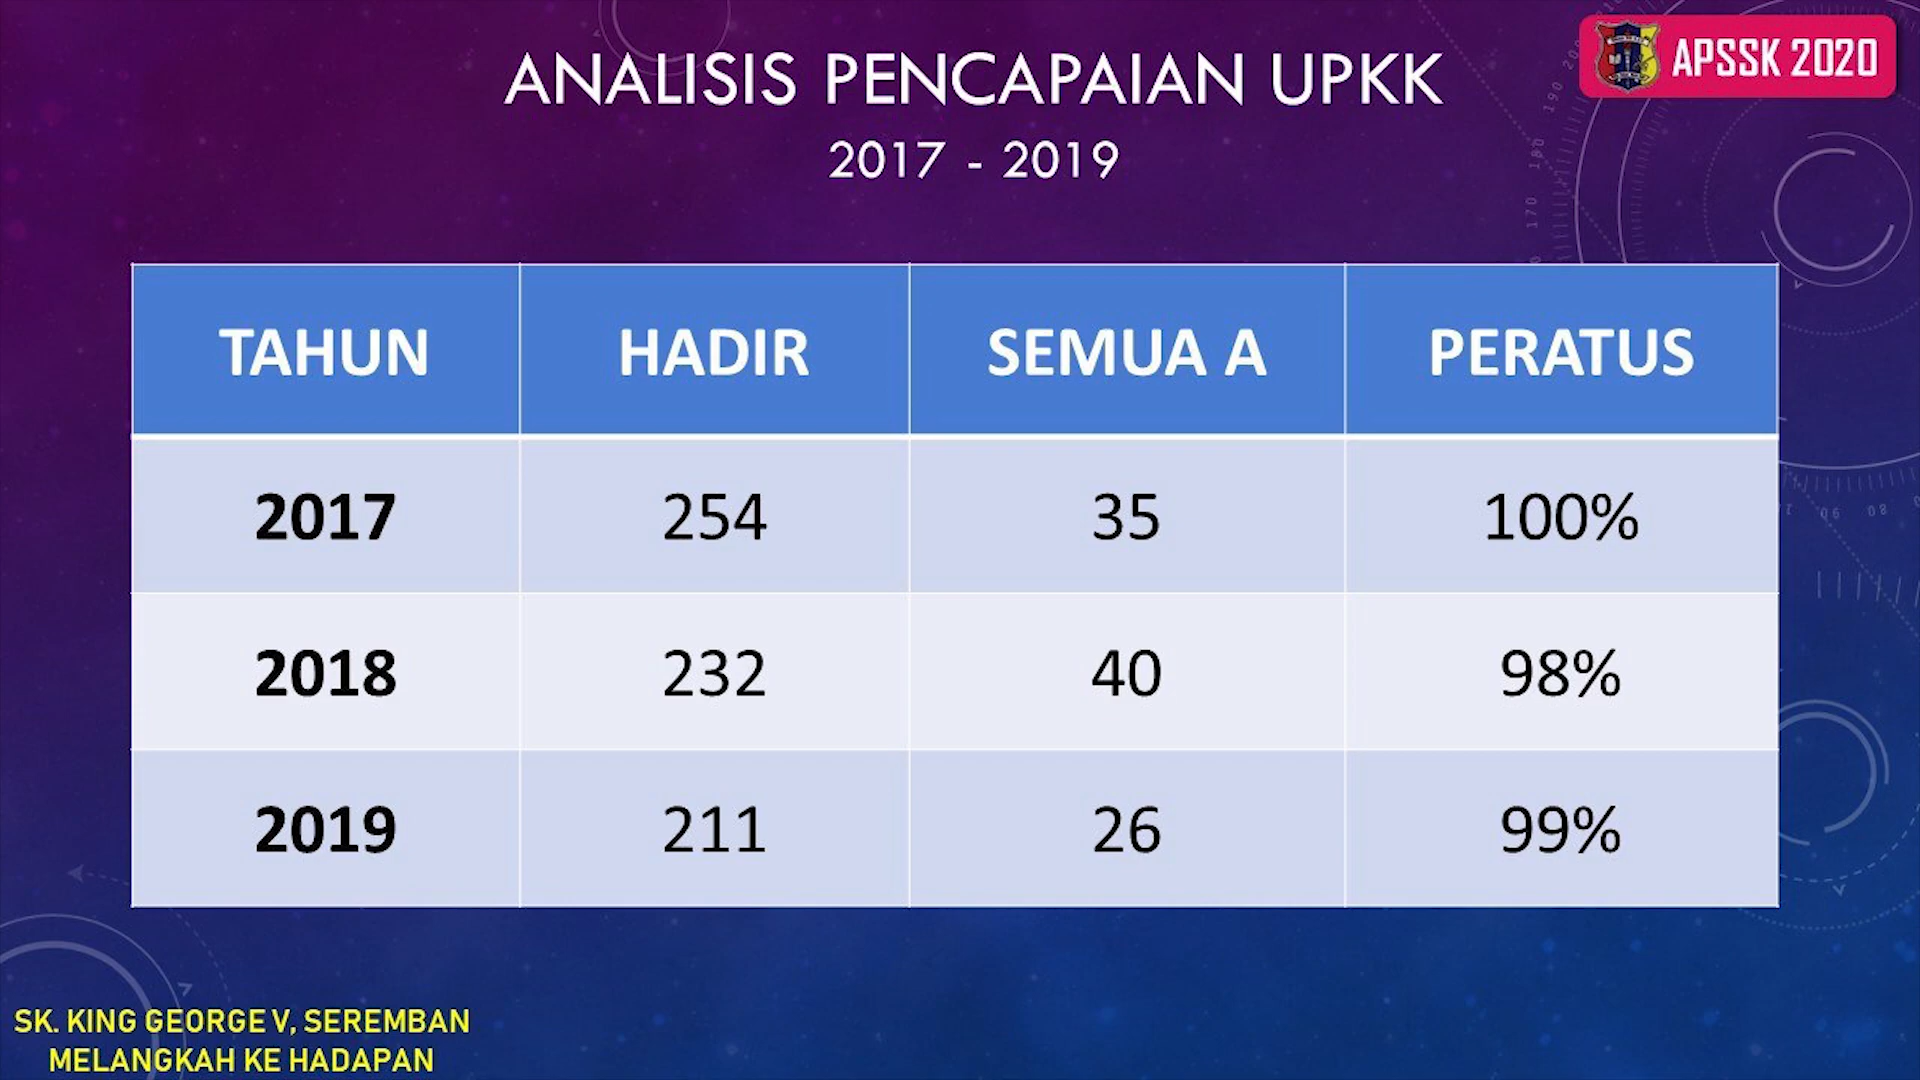 ANALISIS PENCAPAIAN UPKK
2017 - 2019
APSSK 2020
TAHUN HADIR SEMUA A PERATUS
2017 254 35 100%
2018 232 40 98%
2019 211 26 99%
SK. KING GEORGE V, SEREMBAN
MELANGKAH KE HADAPAN